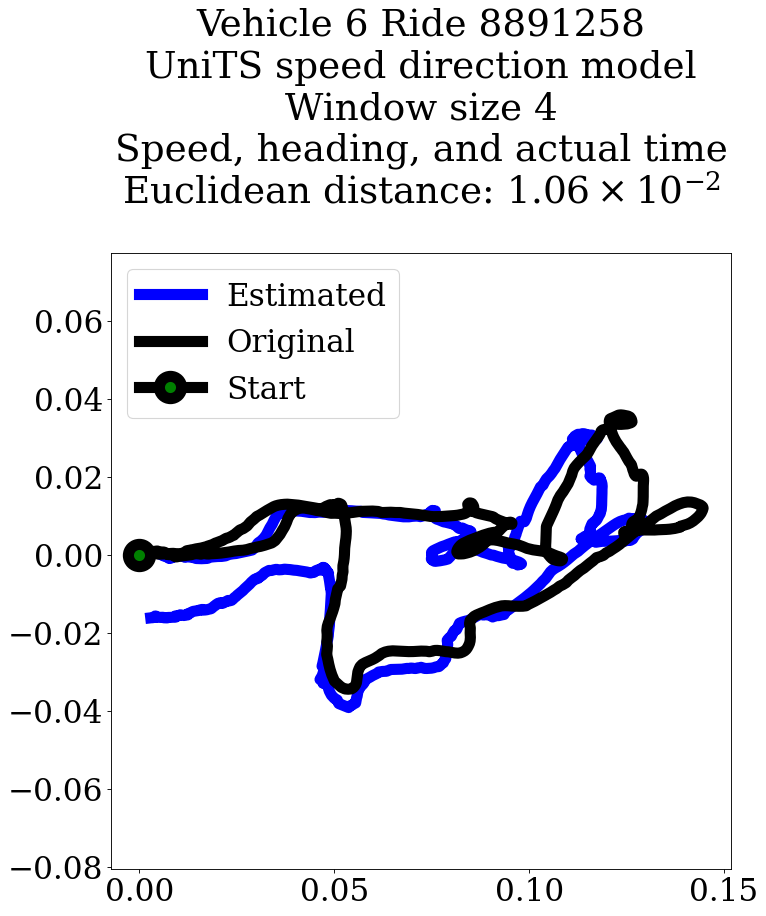 Vehicle 6 Ride 8891258
UniTS speed direction model
Window size 4
Speed, heading, and actual time
Euclidean distance: 1.06 × 10⁻²
Estimated
Original
Start
0.06
0.04
0.02
0.00
−0.02
−0.04
−0.06
−0.08
0.00 0.05 0.10 0.15